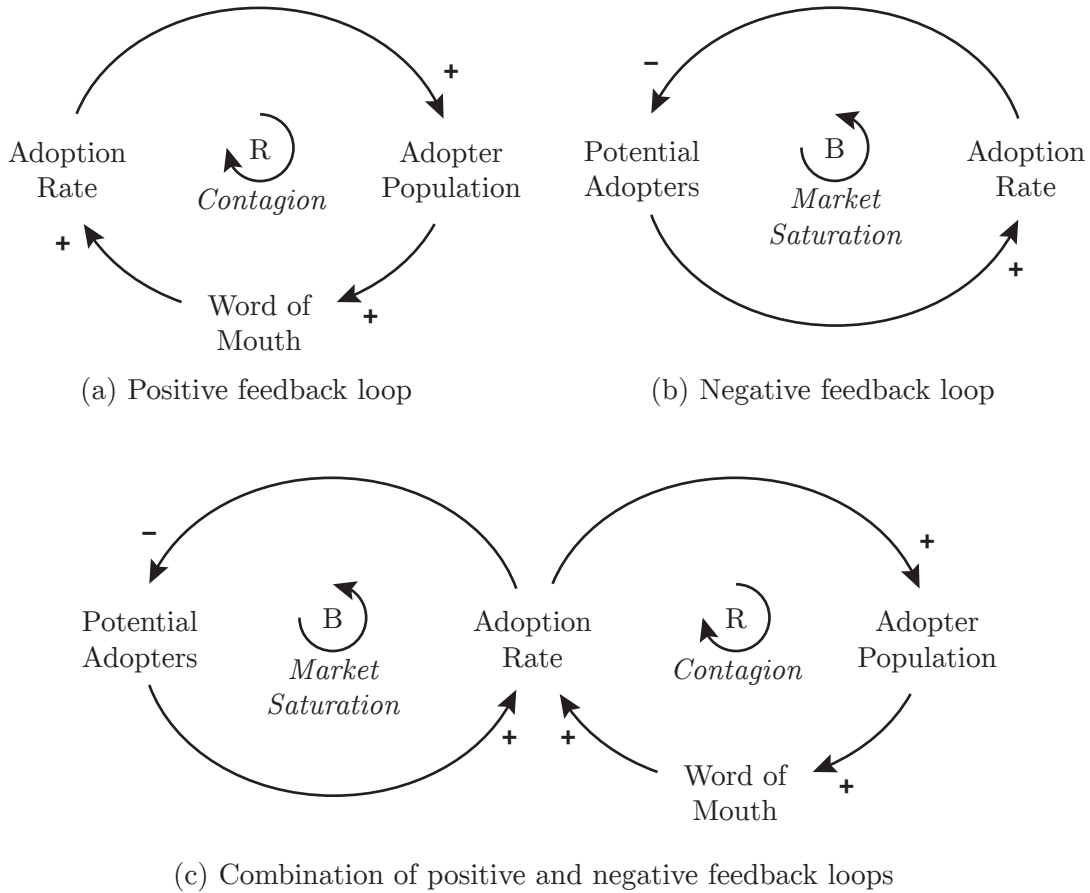 +
Adoption
Rate
R
Contagion
Adopter
Population
+
+
Word of
Mouth
(a) Positive feedback loop
−
Potential
Adopters
B
Market
Saturation
Adoption
Rate
+
(b) Negative feedback loop
−
+
Potential
Adopters
B
Market
Saturation
Adoption
Rate
R
Contagion
Adopter
Population
+
+
Word of
Mouth
+
(c) Combination of positive and negative feedback loops